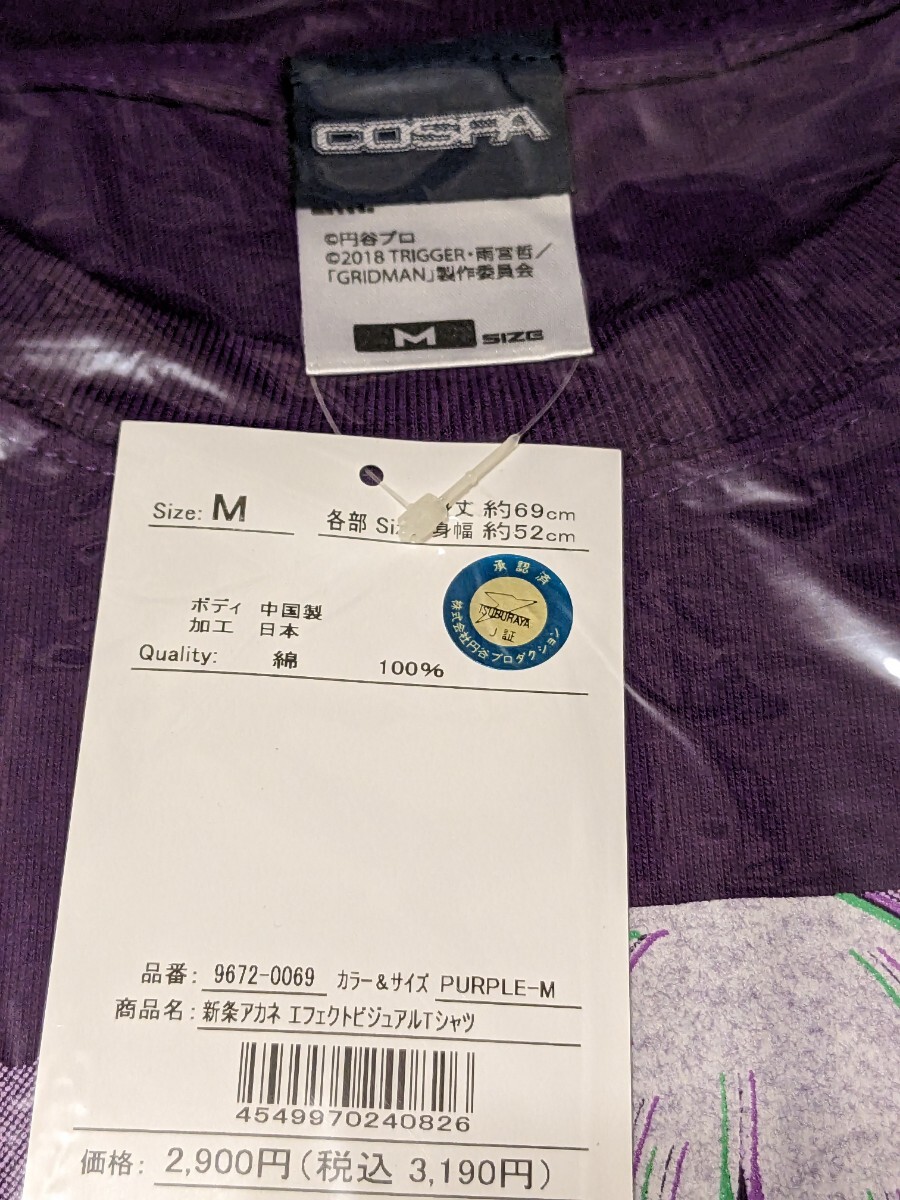 COSPA
©円谷プロ
©2018 TRIGGER・雨宮哲／
「GRIDMAN」製作委員会
M SIZE
Size: M
各部 Si 丈 約69cm
身幅 約52cm
承認済
TSUBURAYA
J証
株式会社円谷プロダクション
ボディ 中国製
加工 日本
Quality: 綿 100%
品番: 9672-0069 カラー&サイズ PURPLE-M
商品名: 新条アカネ エフェクトビジュアルTシャツ
4549970240826
価格: 2,900円(税込 3,190円)